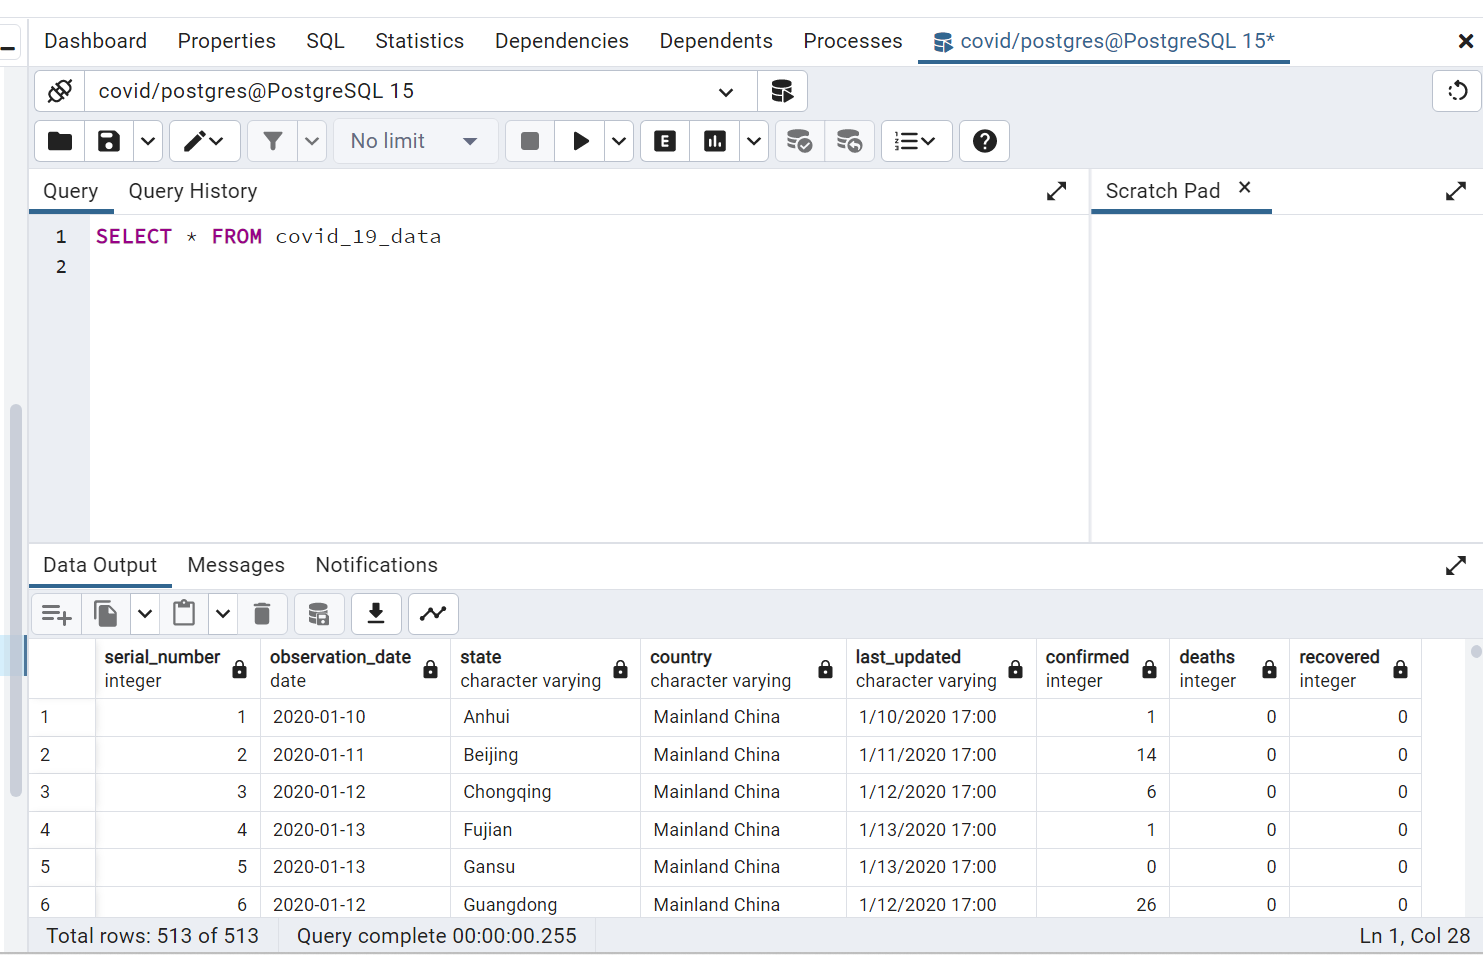 Dashboard Properties SQL Statistics Dependencies Dependents Processes covid/postgres@PostgreSQL 15*
covid/postgres@PostgreSQL 15
No limit E
Query Query History Scratch Pad
1 SELECT * FROM covid_19_data
2
Data Output Messages Notifications
serial_number observation_date state country last_updated confirmed deaths recovered
integer date character varying character varying character varying integer integer integer
1 1 2020-01-10 Anhui Mainland China 1/10/2020 17:00 1 0 0
2 2 2020-01-11 Beijing Mainland China 1/11/2020 17:00 14 0 0
3 3 2020-01-12 Chongqing Mainland China 1/12/2020 17:00 6 0 0
4 4 2020-01-13 Fujian Mainland China 1/13/2020 17:00 1 0 0
5 5 2020-01-13 Gansu Mainland China 1/13/2020 17:00 0 0 0
6 6 2020-01-12 Guangdong Mainland China 1/12/2020 17:00 26 0 0
Total rows: 513 of 513 Query complete 00:00:00.255 Ln 1, Col 28